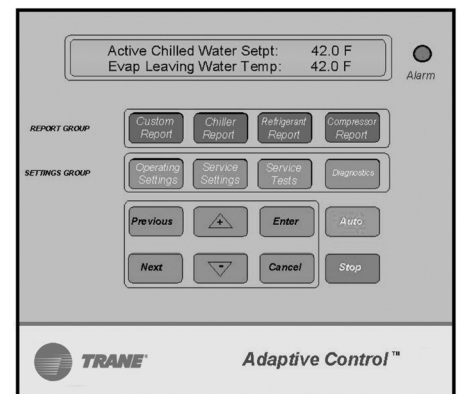 Active Chilled Water Setpt: 42.0 F
Evap Leaving Water Temp: 42.0 F
Alarm
REPORT GROUP
Custom Report
Chiller Report
Refrigerant Report
Compressor Report
SETTINGS GROUP
Operating Settings
Service Settings
Service Tests
Diagnostics
Previous
+
Enter
Auto
Next
-
Cancel
Stop
TRANE®
Adaptive Control™